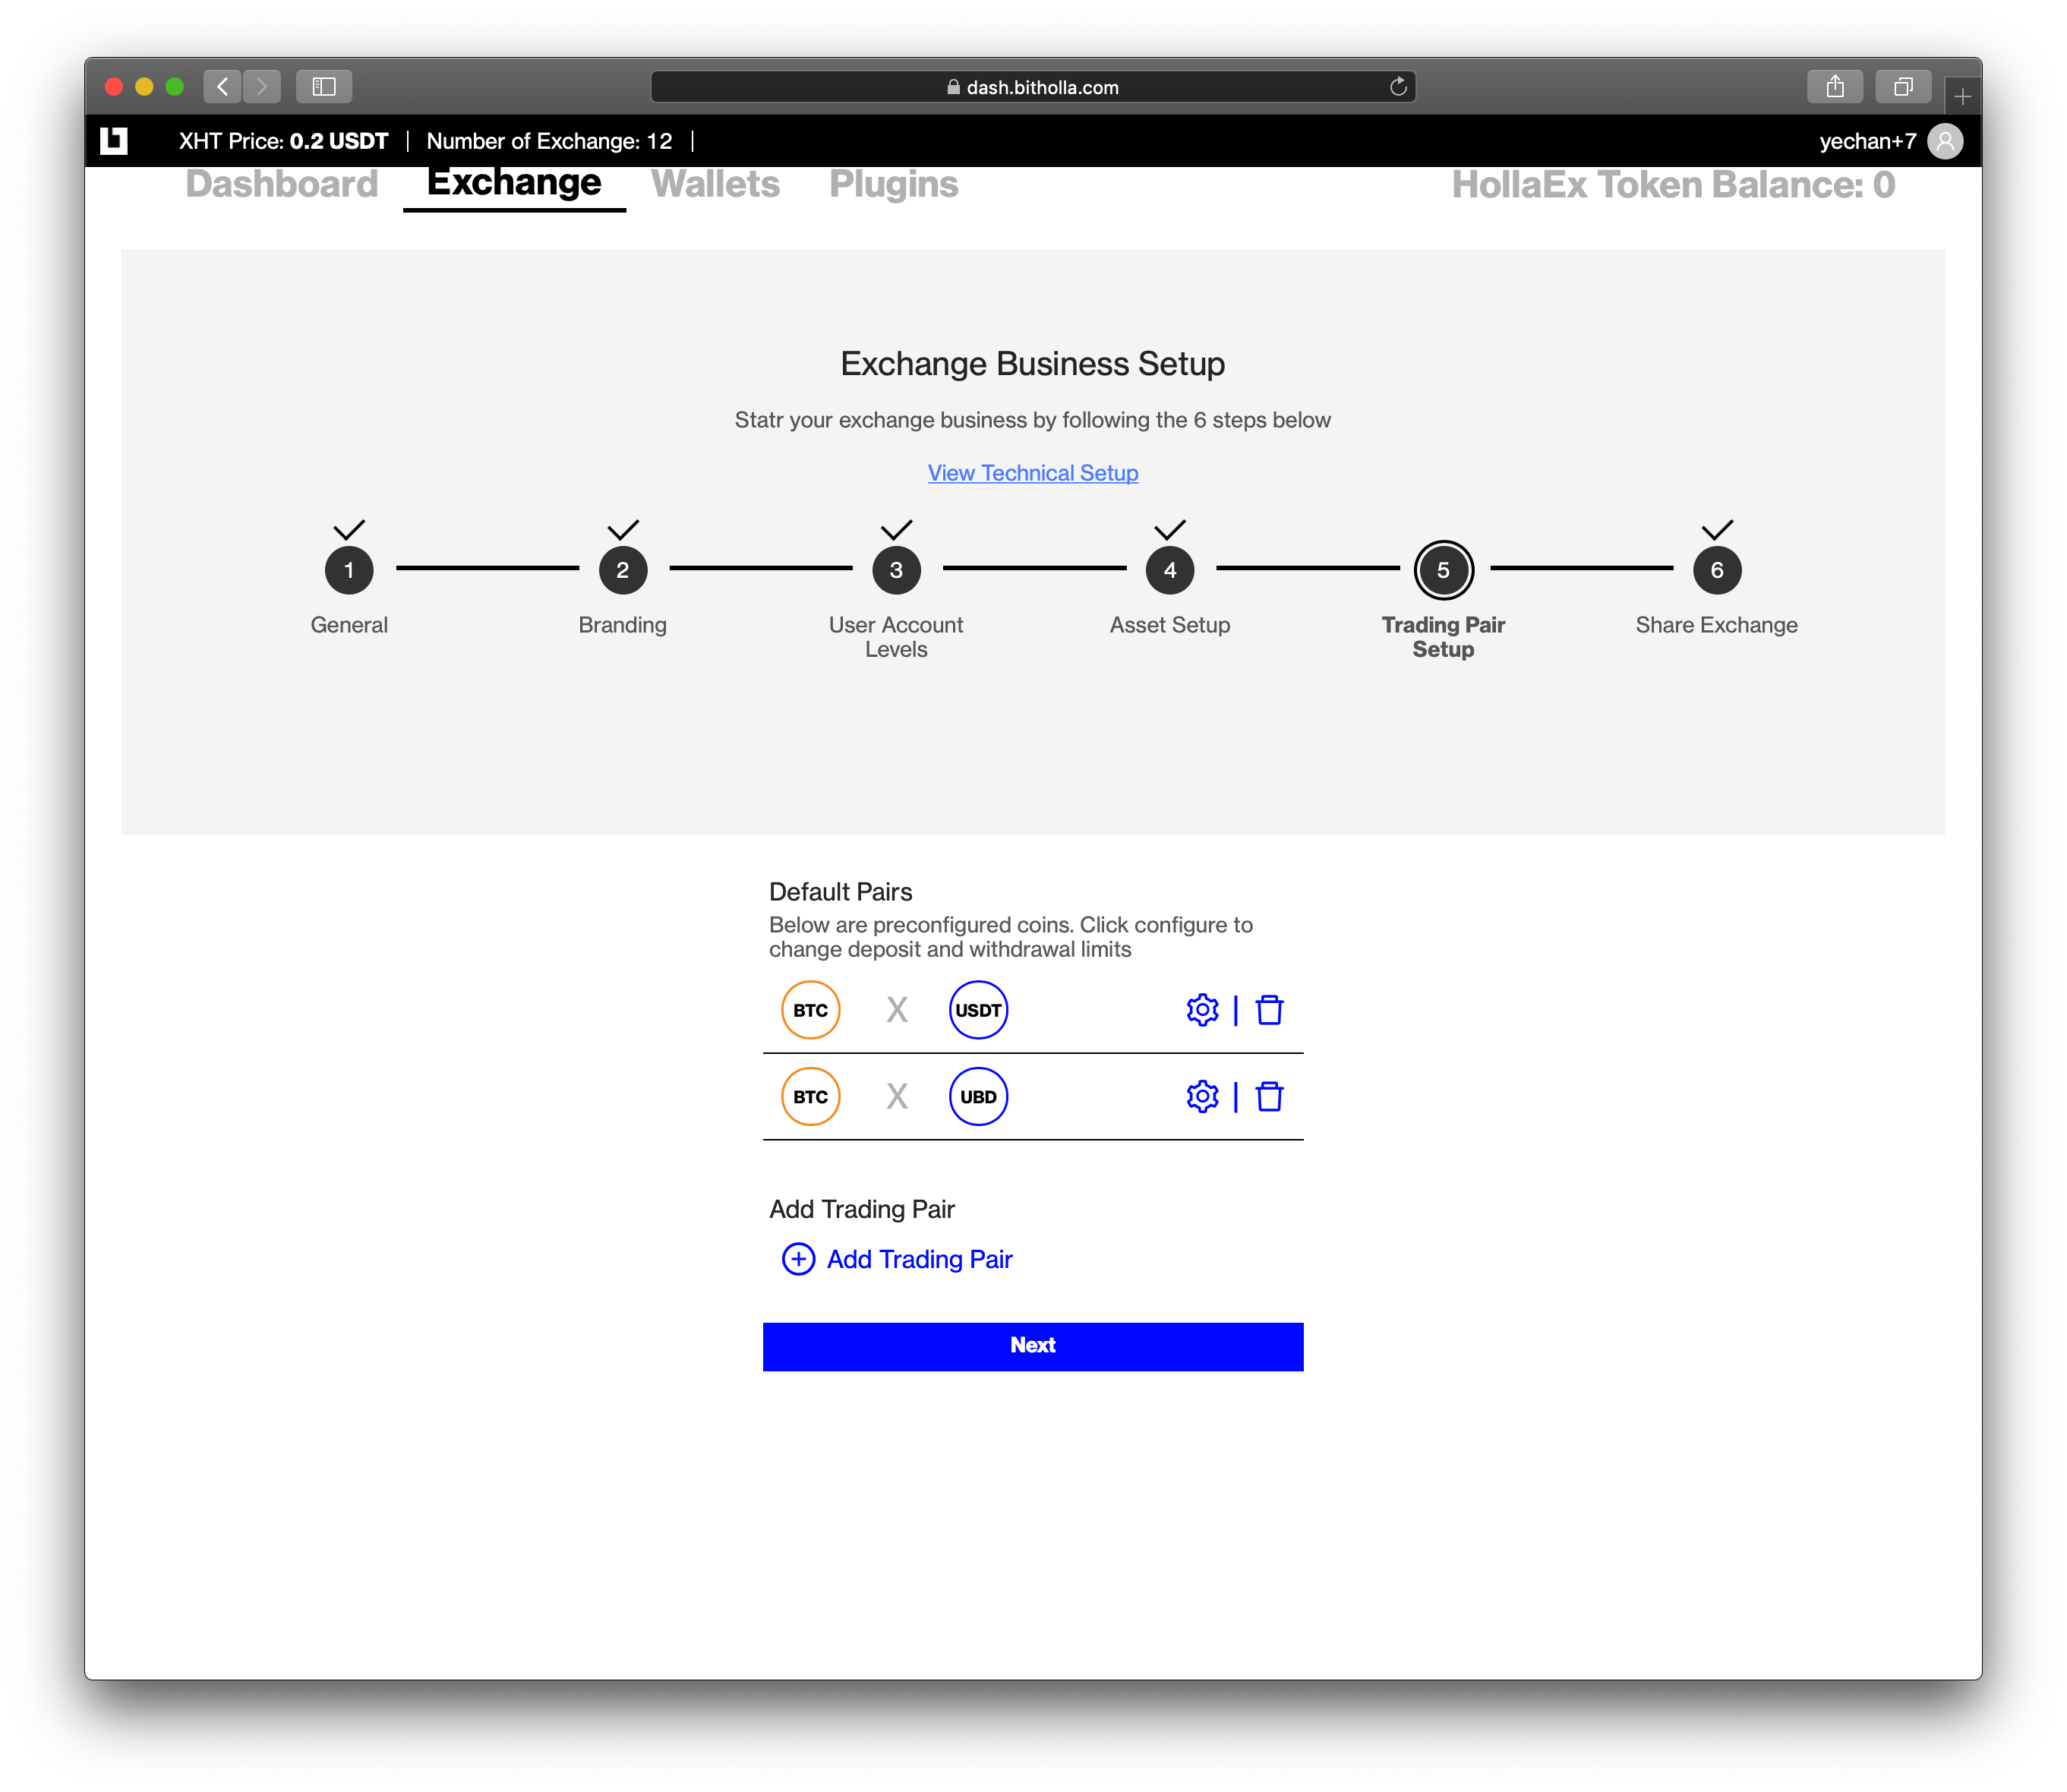 dash.bitholla.com
XHT Price: 0.2 USDT | Number of Exchange: 12 |
yechan+7
Dashboard Exchange Wallets Plugins
HollaEx Token Balance: 0
Exchange Business Setup
Statr your exchange business by following the 6 steps below
View Technical Setup
1 2 3 4 5 6
General
Branding
User Account
Levels
Asset Setup
Trading Pair
Setup
Share Exchange
Default Pairs
Below are preconfigured coins. Click configure to
change deposit and withdrawal limits
BTC X USDT
BTC X UBD
Add Trading Pair
Add Trading Pair
Next